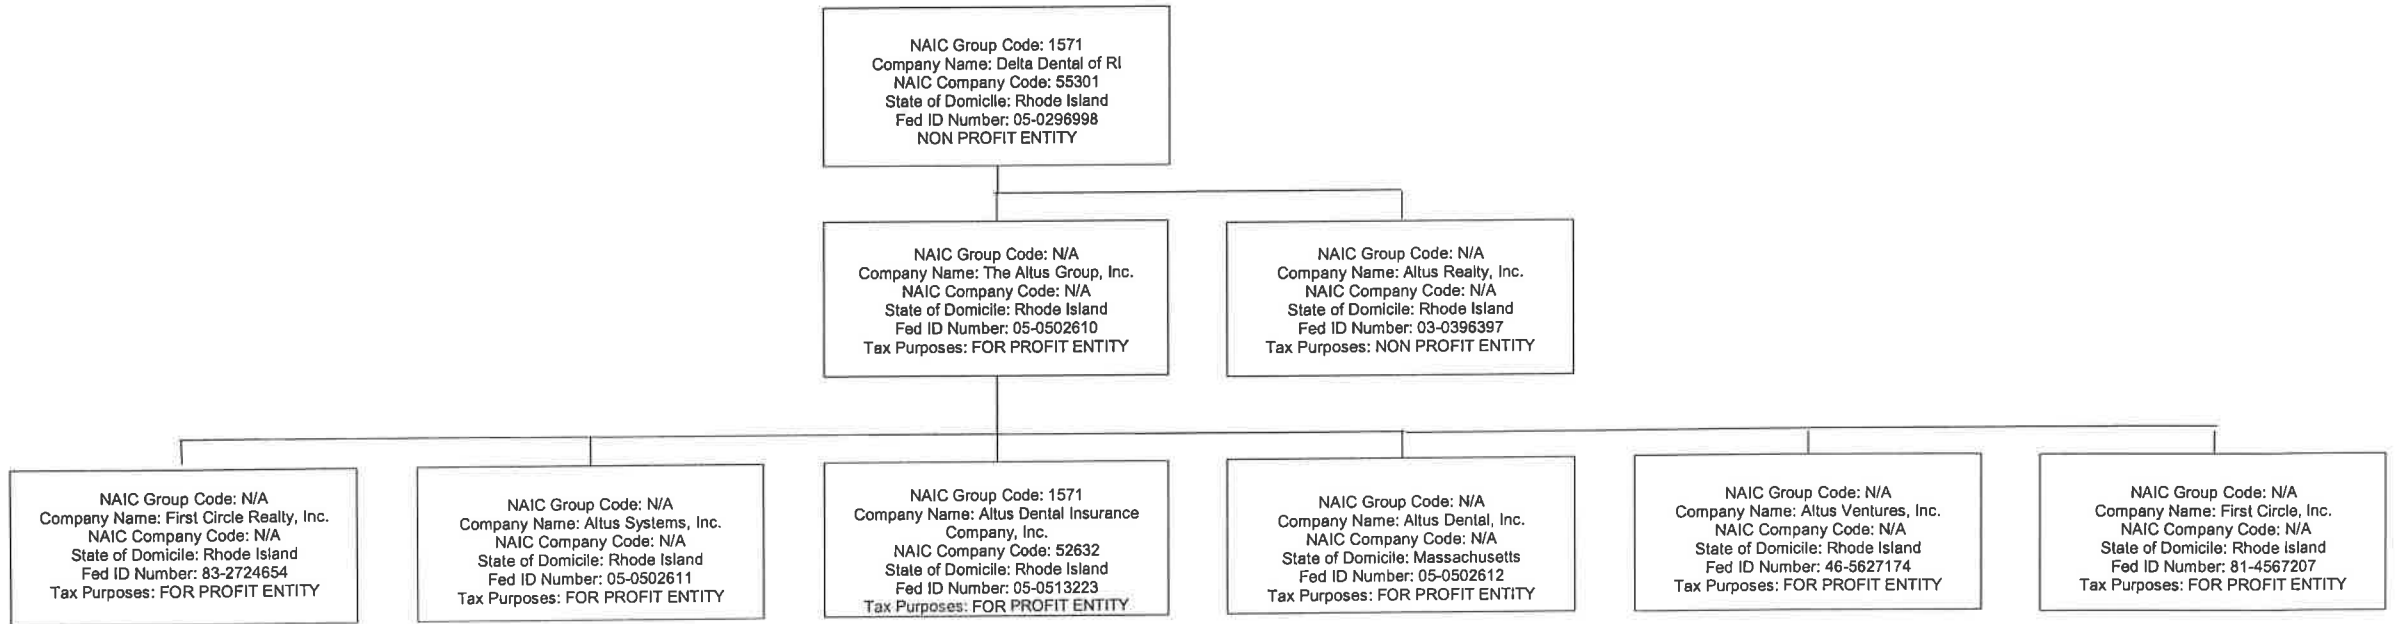 NAIC Group Code: 1571
Company Name: Delta Dental of RI
NAIC Company Code: 55301
State of Domicile: Rhode Island
Fed ID Number: 05-0296998
NON PROFIT ENTITY
NAIC Group Code: N/A
Company Name: The Altus Group, Inc.
NAIC Company Code: N/A
State of Domicile: Rhode Island
Fed ID Number: 05-0502610
Tax Purposes: FOR PROFIT ENTITY
NAIC Group Code: N/A
Company Name: Altus Realty, Inc.
NAIC Company Code: N/A
State of Domicile: Rhode Island
Fed ID Number: 03-0396397
Tax Purposes: NON PROFIT ENTITY
NAIC Group Code: N/A
Company Name: First Circle Realty, Inc.
NAIC Company Code: N/A
State of Domicile: Rhode Island
Fed ID Number: 83-2724654
Tax Purposes: FOR PROFIT ENTITY
NAIC Group Code: N/A
Company Name: Altus Systems, Inc.
NAIC Company Code: N/A
State of Domicile: Rhode Island
Fed ID Number: 05-0502611
Tax Purposes: FOR PROFIT ENTITY
NAIC Group Code: 1571
Company Name: Altus Dental Insurance
Company, Inc.
NAIC Company Code: 52632
State of Domicile: Rhode Island
Fed ID Number: 05-0513223
Tax Purposes: FOR PROFIT ENTITY
NAIC Group Code: N/A
Company Name: Altus Dental, Inc.
NAIC Company Code: N/A
State of Domicile: Massachusetts
Fed ID Number: 05-0502612
Tax Purposes: FOR PROFIT ENTITY
NAIC Group Code: N/A
Company Name: Altus Ventures, Inc.
NAIC Company Code: N/A
State of Domicile: Rhode Island
Fed ID Number: 46-5627174
Tax Purposes: FOR PROFIT ENTITY
NAIC Group Code: N/A
Company Name: First Circle, Inc.
NAIC Company Code: N/A
State of Domicile: Rhode Island
Fed ID Number: 81-4567207
Tax Purposes: FOR PROFIT ENTITY